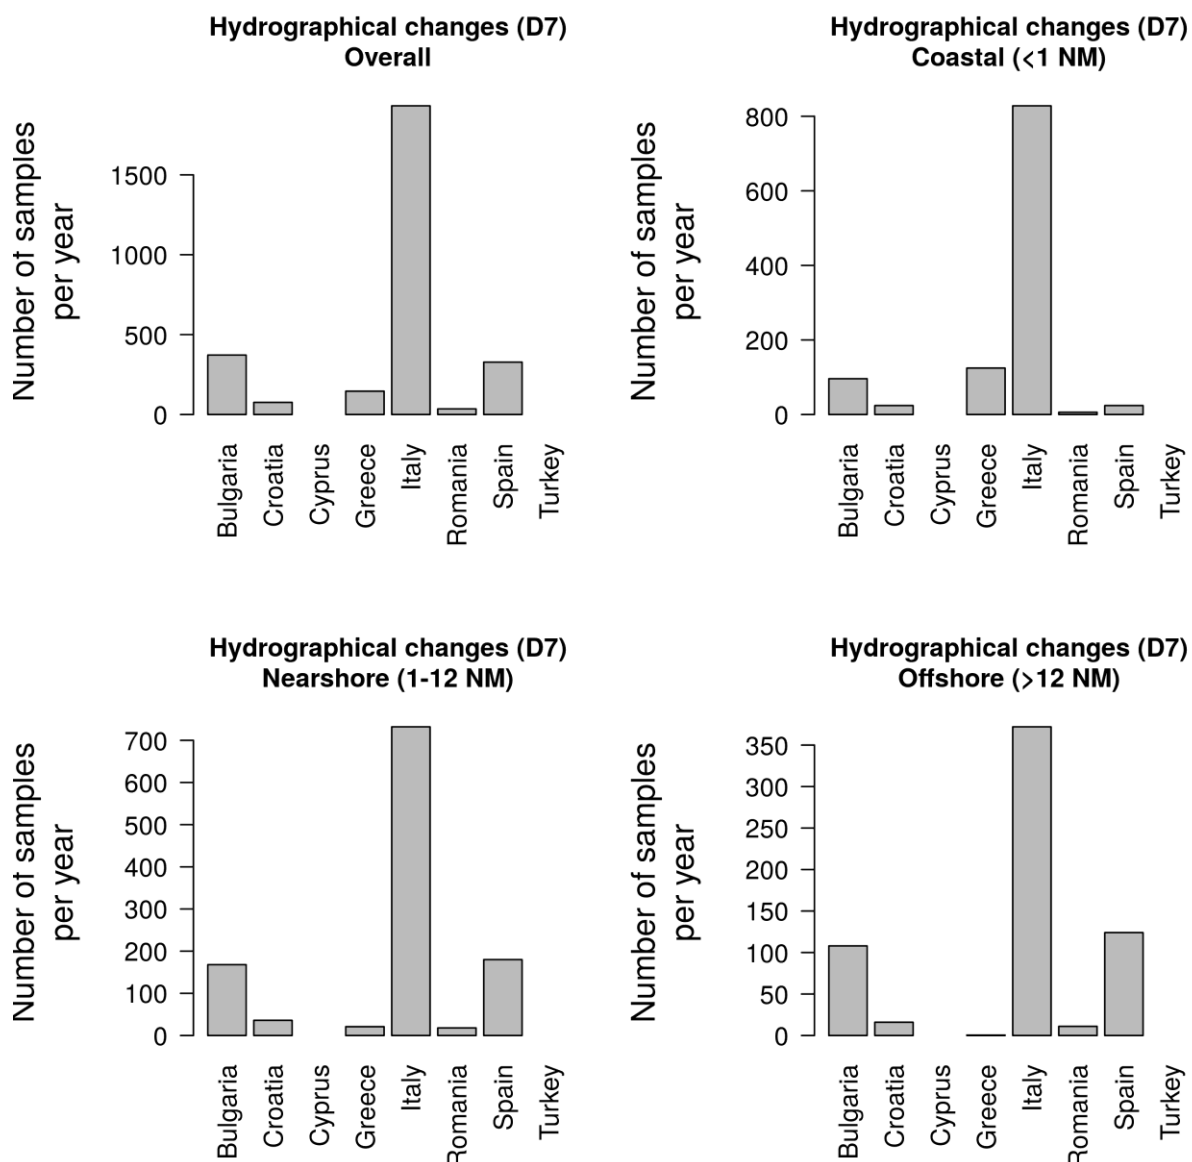 Hydrographical changes (D7)
Overall
Number of samples
per year
1500
1000
500
0
Bulgaria
Croatia
Cyprus
Greece
Italy
Romania
Spain
Turkey
Hydrographical changes (D7)
Coastal (<1 NM)
Number of samples
per year
800
600
400
200
0
Bulgaria
Croatia
Cyprus
Greece
Italy
Romania
Spain
Turkey
Hydrographical changes (D7)
Nearshore (1-12 NM)
Number of samples
per year
700
600
500
400
300
200
100
0
Bulgaria
Croatia
Cyprus
Greece
Italy
Romania
Spain
Turkey
Hydrographical changes (D7)
Offshore (>12 NM)
Number of samples
per year
350
300
250
200
150
100
50
0
Bulgaria
Croatia
Cyprus
Greece
Italy
Romania
Spain
Turkey